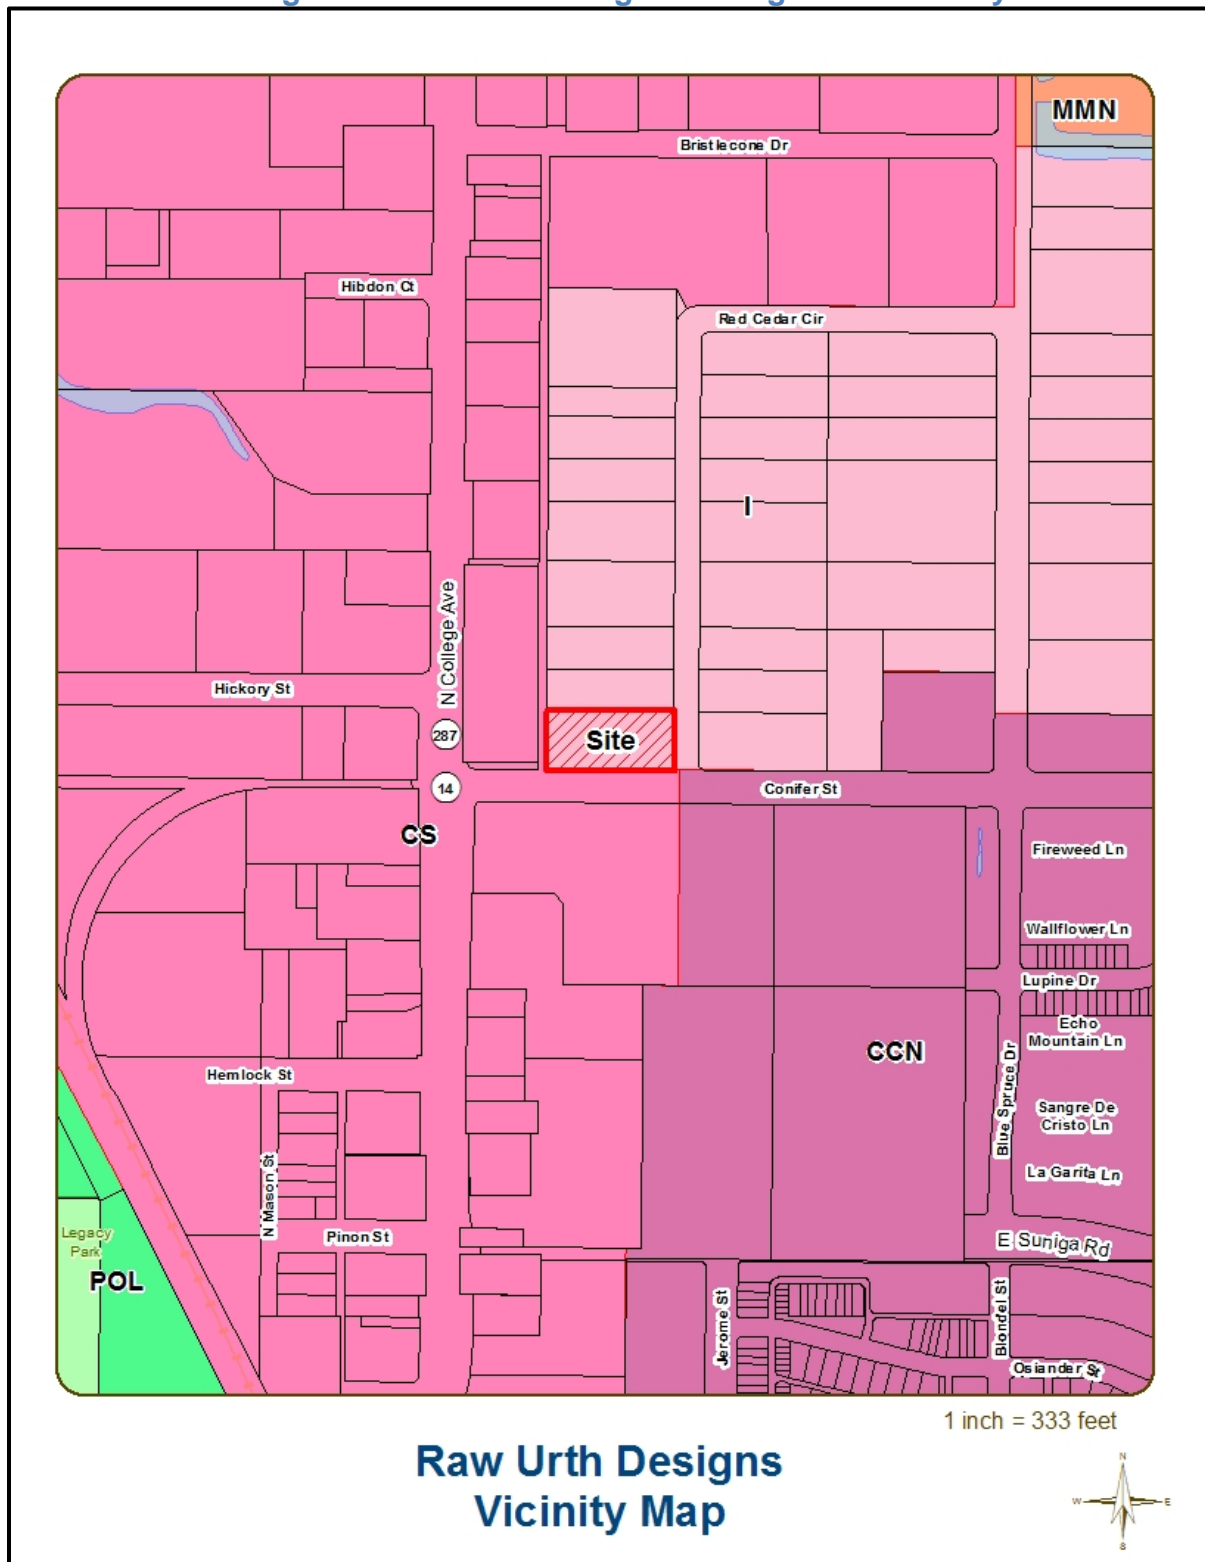 MMN
Bristlecone Dr
Hibdon Ct
Red Cedar Cir
I
N College Ave
Hickory St
287
Site
14
Conifer St
CS
Fireweed Ln
Wallflower Ln
Lupine Dr
Echo
Mountain Ln
CCN
Hemlock St
Blue Spruce Dr
Sangre De
Cristo Ln
La Garita Ln
N Mason St
Pinon St
Legacy
Park
E Suniga Rd
POL
Jerome St
Blondel St
Osiander St
1 inch = 333 feet
Raw Urth Designs
Vicinity Map
N
W
E
S